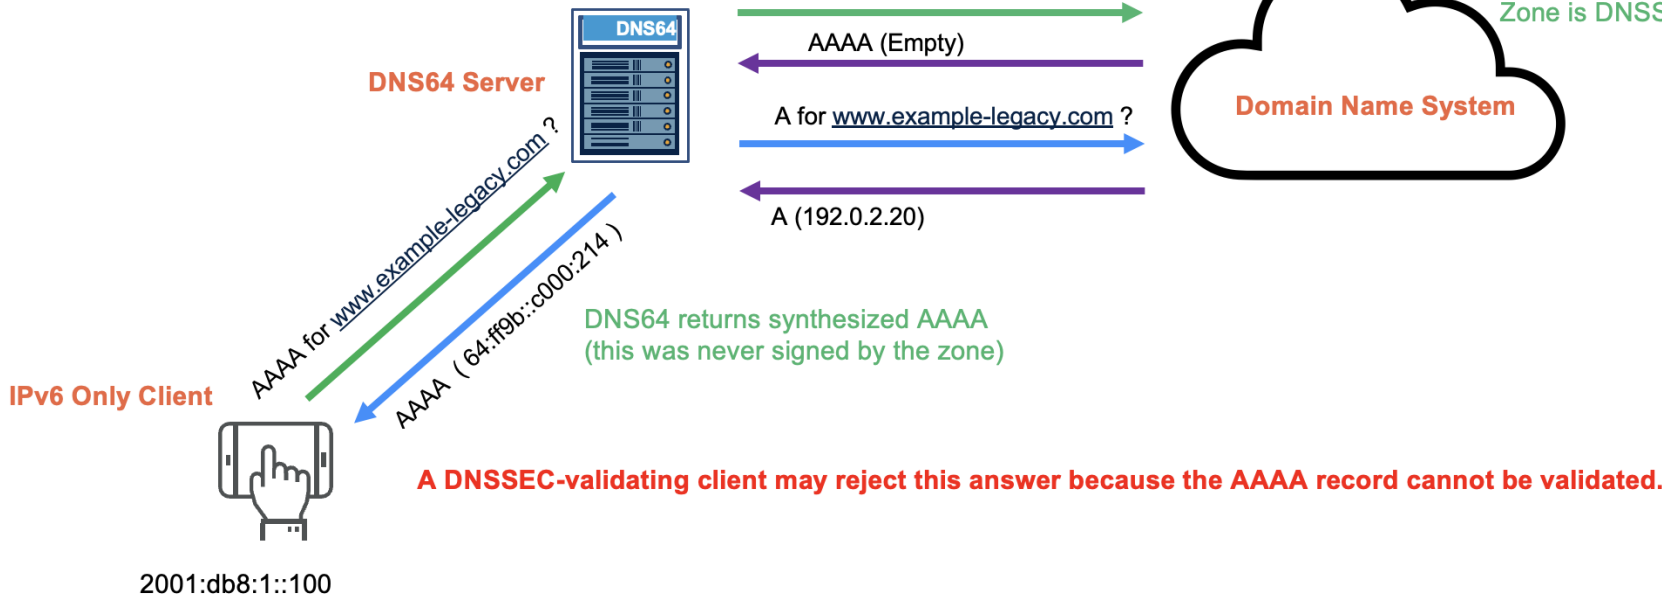 DNS64
Zone is DNSS
AAAA (Empty)
DNS64 Server
A for www.example-legacy.com ?
Domain Name System
A (192.0.2.20)
AAAA for www.example-legacy.com ?
AAAA ( 64:ff9b::c000:214 )
DNS64 returns synthesized AAAA
(this was never signed by the zone)
IPv6 Only Client
A DNSSEC-validating client may reject this answer because the AAAA record cannot be validated.
2001:db8:1::100